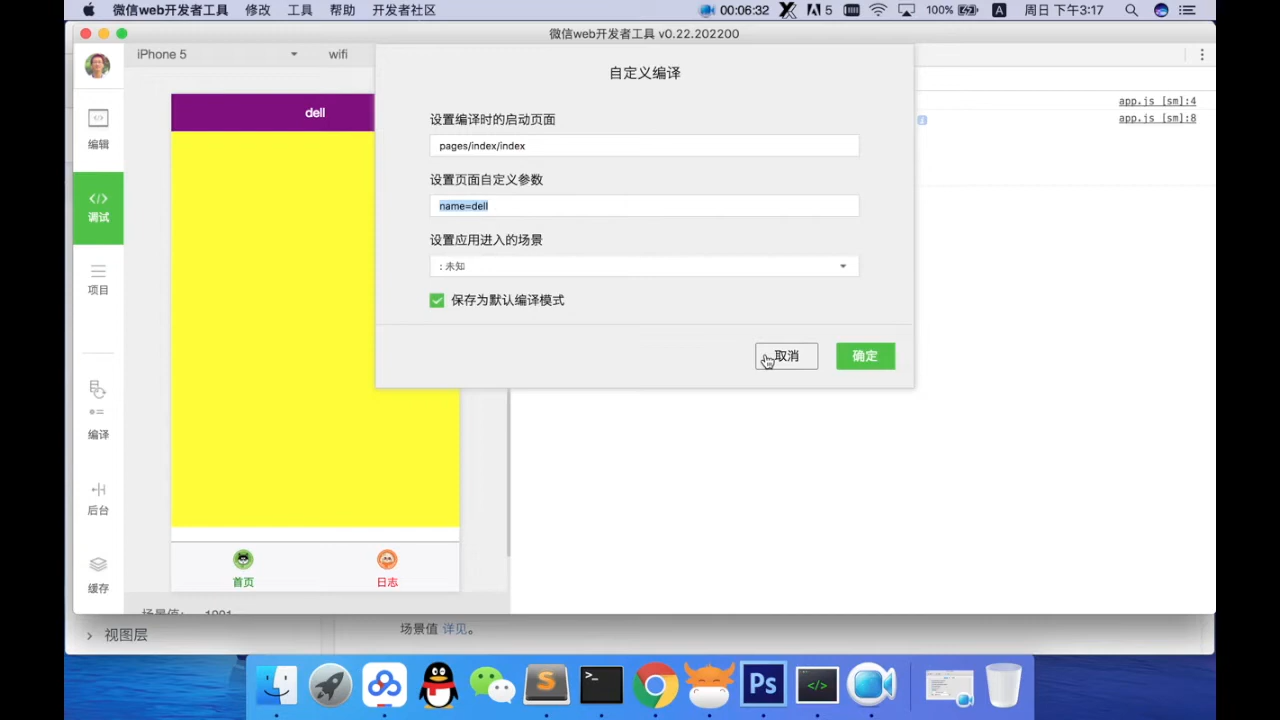 微信web开发者工具 修改 工具 帮助 开发者社区 00:06:32 5 100% A 周日 下午3:17
微信web开发者工具 v0.22.202200
iPhone 5 wifi
自定义编译
app.js [sm]:4
dell
设置编译时的启动页面
app.js [sm]:8
编辑
pages/index/index
设置页面自定义参数
name=dell
调试
设置应用进入的场景
: 未知
项目
保存为默认编译模式
取消 确定
编译
后台
首页 日志
缓存
视图层
场景值 详见。
S
>_
Ps
</>